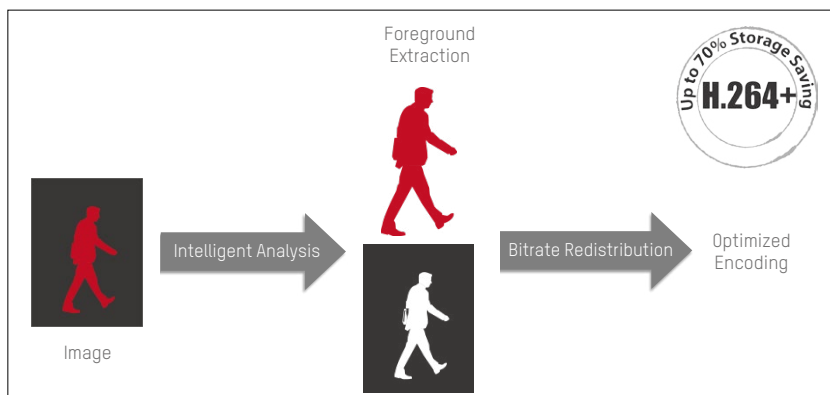 Foreground
Extraction
Up to 70% Storage Saving
H.264+
Intelligent Analysis
Bitrate Redistribution
Optimized
Encoding
Image